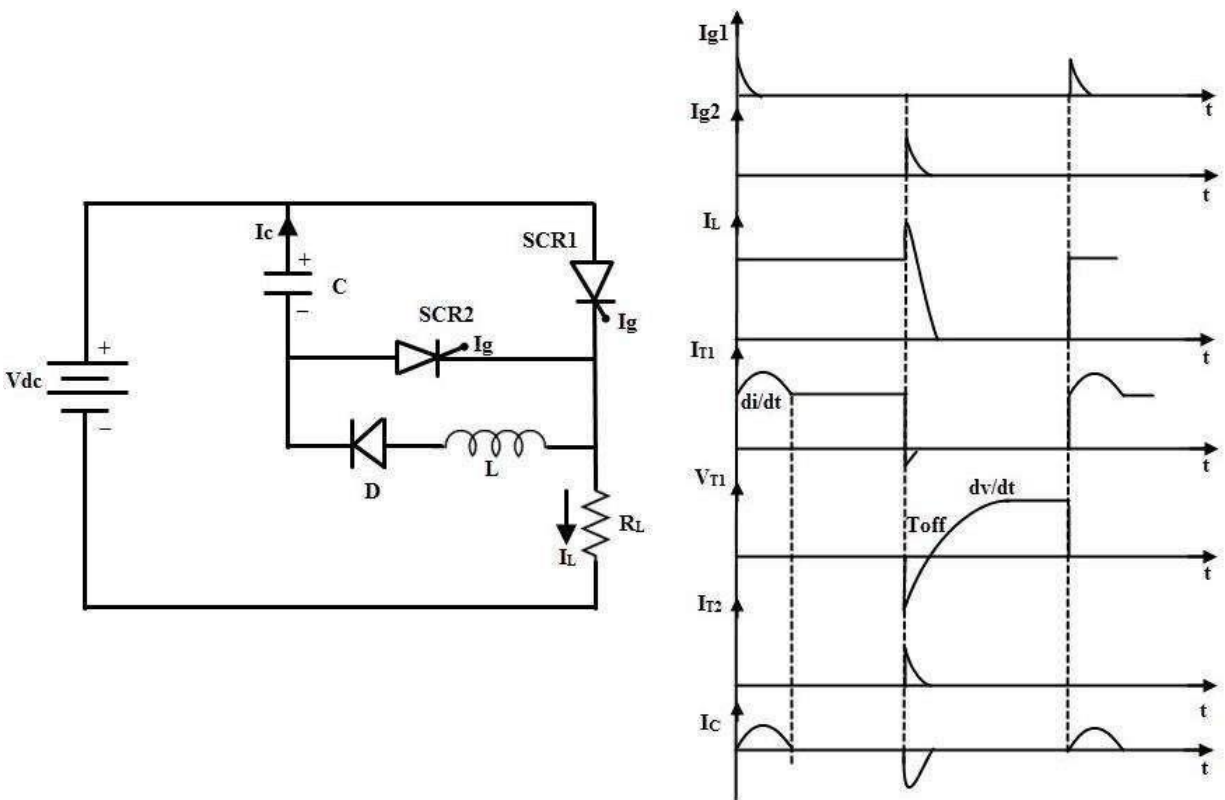 Ic
+
C
−
SCR1
Ig
SCR2
Ig
+
Vdc
−
D
L
RL
IL
Ig1
t
Ig2
t
IL
t
IT1
di/dt
t
VT1
dv/dt
Toff
t
IT2
t
IC
t